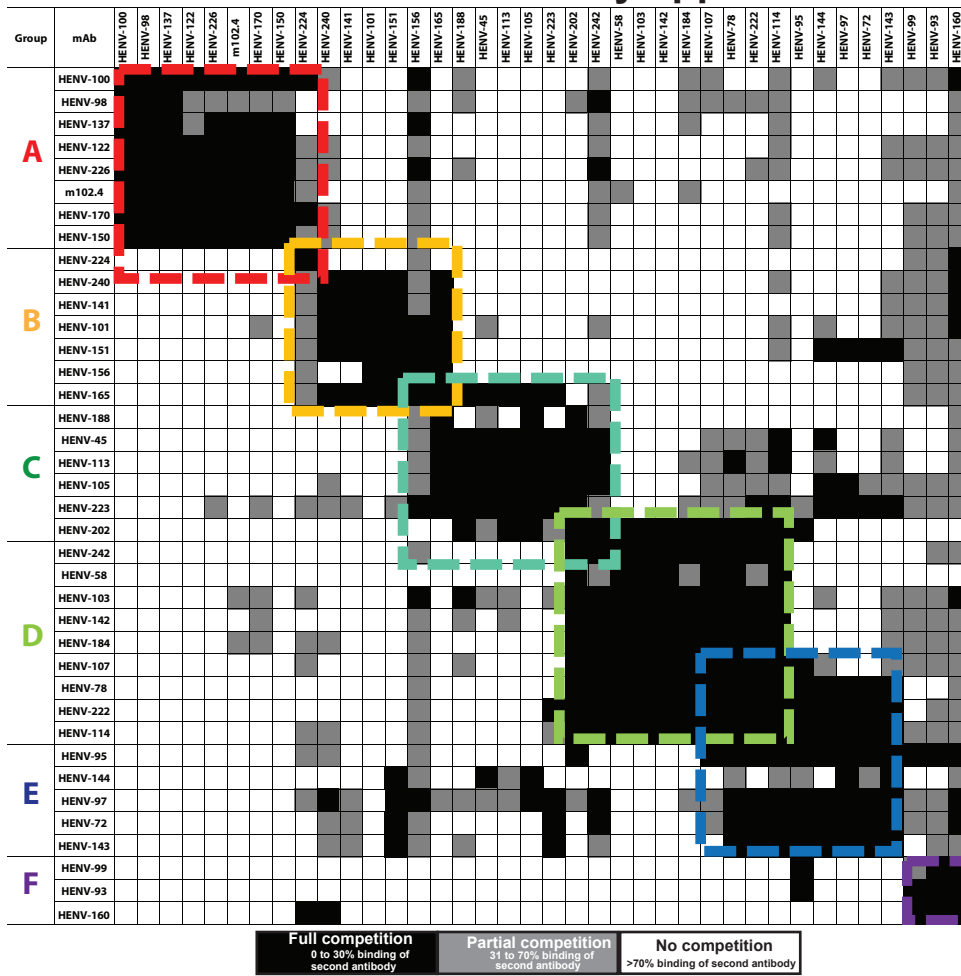 Group mAb HENV-100 HENV-98 HENV-137 HENV-122 HENV-226 m102.4 HENV-170 HENV-150 HENV-224 HENV-240 HENV-141 HENV-101 HENV-151 HENV-156 HENV-165 HENV-188 HENV-45 HENV-113 HENV-105 HENV-223 HENV-202 HENV-242 HENV-58 HENV-103 HENV-142 HENV-184 HENV-107 HENV-78 HENV-222 HENV-114 HENV-95 HENV-144 HENV-97 HENV-72 HENV-143 HENV-99 HENV-93 HENV-160
HENV-100
HENV-98
HENV-137
A HENV-122
HENV-226
m102.4
HENV-170
HENV-150
HENV-224
HENV-240
HENV-141
B HENV-101
HENV-151
HENV-156
HENV-165
HENV-188
HENV-45
C HENV-113
HENV-105
HENV-223
HENV-202
HENV-242
HENV-58
HENV-103
HENV-142
D HENV-184
HENV-107
HENV-78
HENV-222
HENV-114
HENV-95
HENV-144
E HENV-97
HENV-72
HENV-143
HENV-99
F HENV-93
HENV-160
Full competition
0 to 30% binding of
second antibody
Partial competition
31 to 70% binding of
second antibody
No competition
>70% binding of second antibody